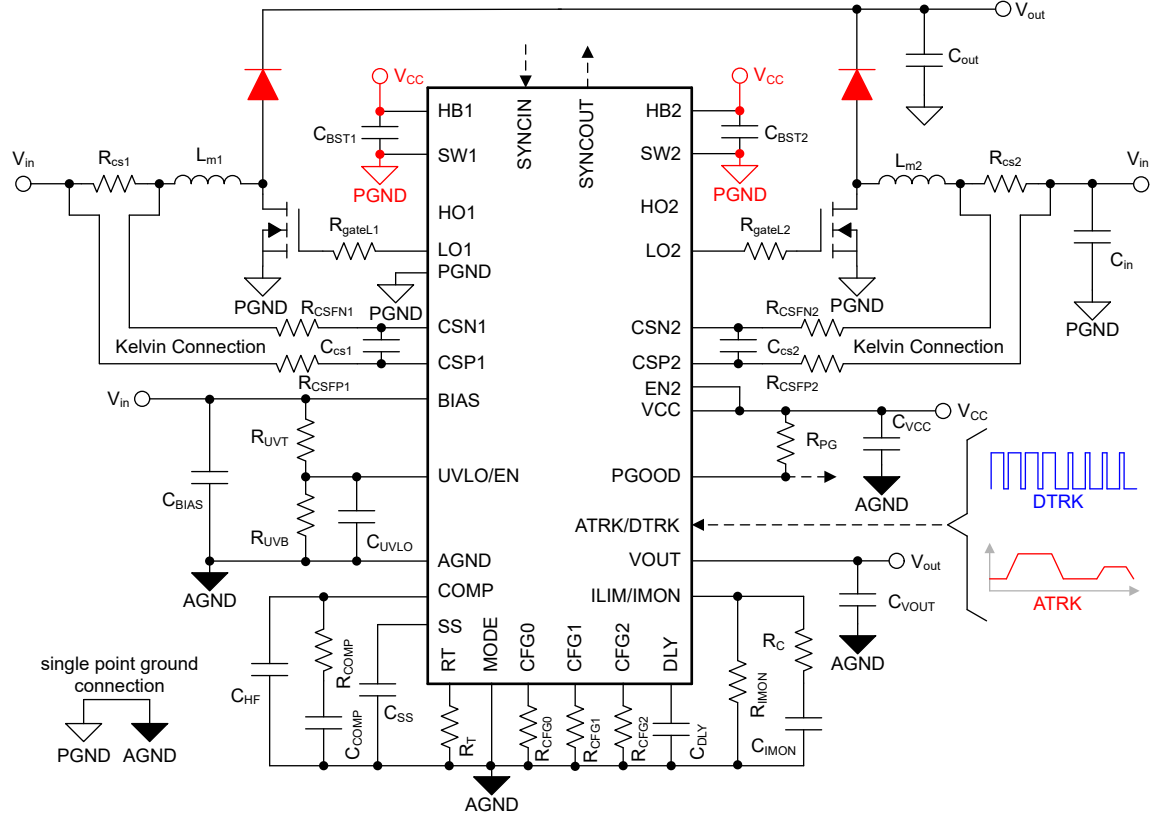 Vout
Cout
VCC
VCC
HB1
SYNCIN
SYNCOUT
HB2
CBST1
CBST2
SW1
SW2
PGND
PGND
Vin
Rcs1
Lm1
Lm2
Rcs2
Vin
HO1
HO2
RgateL1
RgateL2
LO1
LO2
Cin
PGND
PGND
PGND
PGND
PGND
RCSFN1
CSN1
CSN2
RCSFN2
Kelvin Connection
Ccs1
Ccs2
Kelvin Connection
CSP1
CSP2
RCSFP1
RCSFP2
EN2
Vin
BIAS
VCC
VCC
CVCC
RUVT
RPG
UVLO/EN
PGOOD
CBIAS
AGND
DTRK
RUVB
CUVLO
ATRK/DTRK
AGND
VOUT
Vout
AGND
COMP
ILIM/IMON
CVOUT
ATRK
SS
RT
MODE
CFG0
CFG1
CFG2
DLY
RC
AGND
single point ground
connection
CHF
RCOMP
CSS
RIMON
CCOMP
RT
RCFG0
RCFG1
RCFG2
CDLY
CIMON
PGND
AGND
AGND